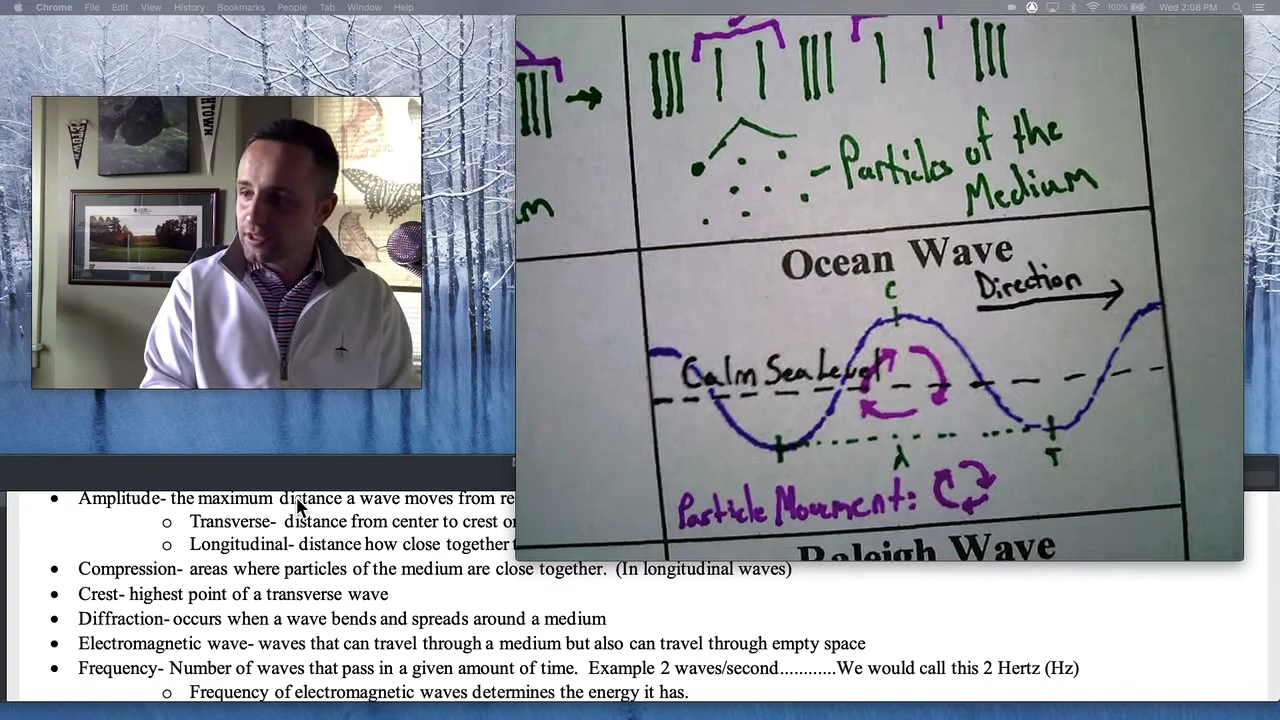 Chrome File Edit View History Bookmarks People Tab Window Help
100% Wed 2:08 PM
Particles of the
Medium
m
Ocean Wave
C
Direction
Calm Sea Level
λ
T
Particle Movement:
Raleigh Wave
Amplitude- the maximum distance a wave moves from re
Transverse- distance from center to crest or
Longitudinal- distance how close together
Compression- areas where particles of the medium are close together. (In longitudinal waves)
Crest- highest point of a transverse wave
Diffraction- occurs when a wave bends and spreads around a medium
Electromagnetic wave- waves that can travel through a medium but also can travel through empty space
Frequency- Number of waves that pass in a given amount of time. Example 2 waves/second............We would call this 2 Hertz (Hz)
Frequency of electromagnetic waves determines the energy it has.